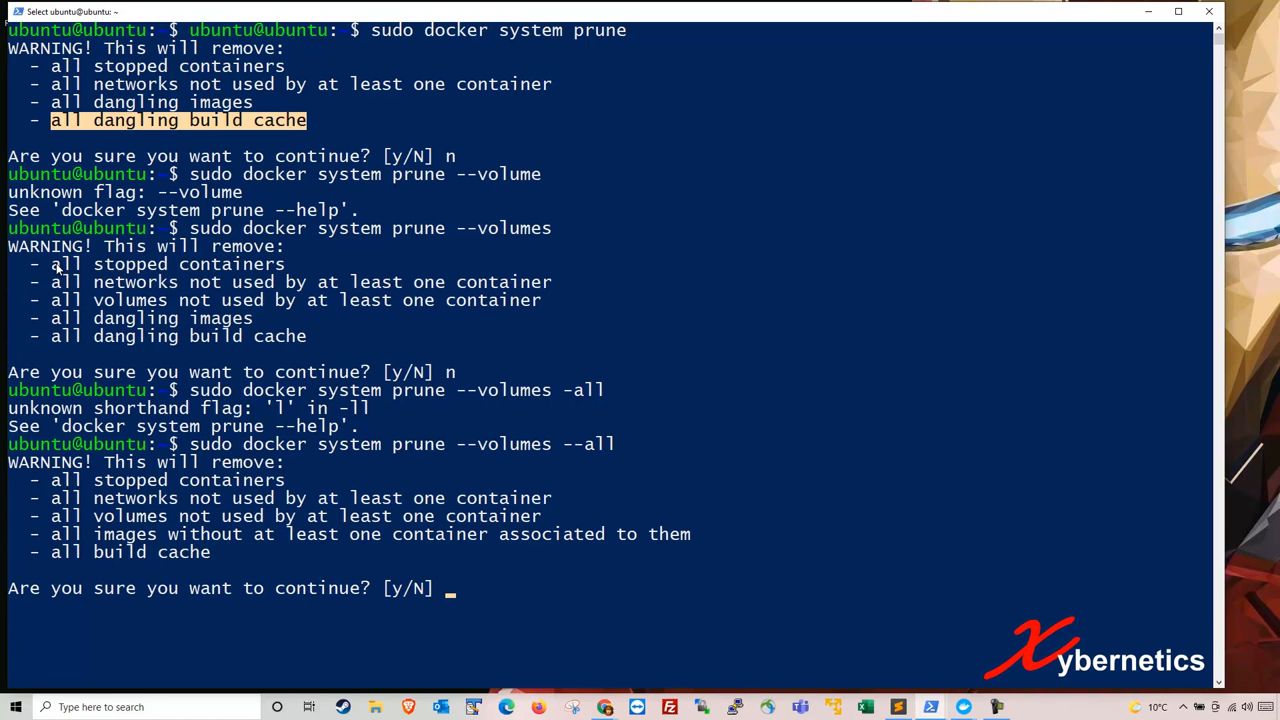 Select ubuntu@ubuntu: ~
ubuntu@ubuntu:~$ ubuntu@ubuntu:~$ sudo docker system prune
WARNING! This will remove:
- all stopped containers
- all networks not used by at least one container
- all dangling images
- all dangling build cache
Are you sure you want to continue? [y/N] n
ubuntu@ubuntu:~$ sudo docker system prune --volume
unknown flag: --volume
See 'docker system prune --help'.
ubuntu@ubuntu:~$ sudo docker system prune --volumes
WARNING! This will remove:
- all stopped containers
- all networks not used by at least one container
- all volumes not used by at least one container
- all dangling images
- all dangling build cache
Are you sure you want to continue? [y/N] n
ubuntu@ubuntu:~$ sudo docker system prune --volumes -all
unknown shorthand flag: 'l' in -ll
See 'docker system prune --help'.
ubuntu@ubuntu:~$ sudo docker system prune --volumes --all
WARNING! This will remove:
- all stopped containers
- all networks not used by at least one container
- all volumes not used by at least one container
- all images without at least one container associated to them
- all build cache
Are you sure you want to continue? [y/N]
Xybernetics
Type here to search
10°C